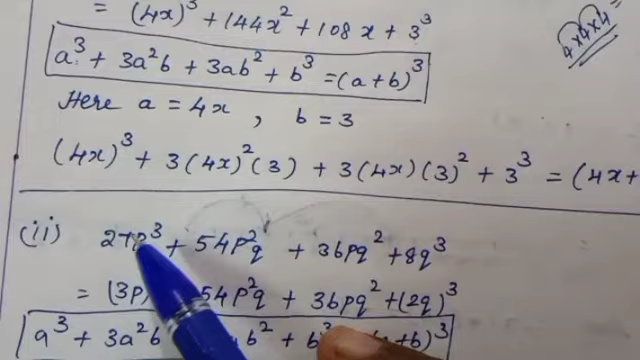 = (4x)³ + 144x² + 108x + 3³
4x4x4
a³ + 3a²b + 3ab² + b³ = (a+b)³
Here a = 4x , b = 3
(4x)³ + 3(4x)²(3) + 3(4x)(3)² + 3³ = (4x+
(ii) 27p³ + 54p²q + 36pq² + 8q³
= (3p) 54p²q + 36pq² + (2q)³
a³ + 3a²b b² + b³ +b)³